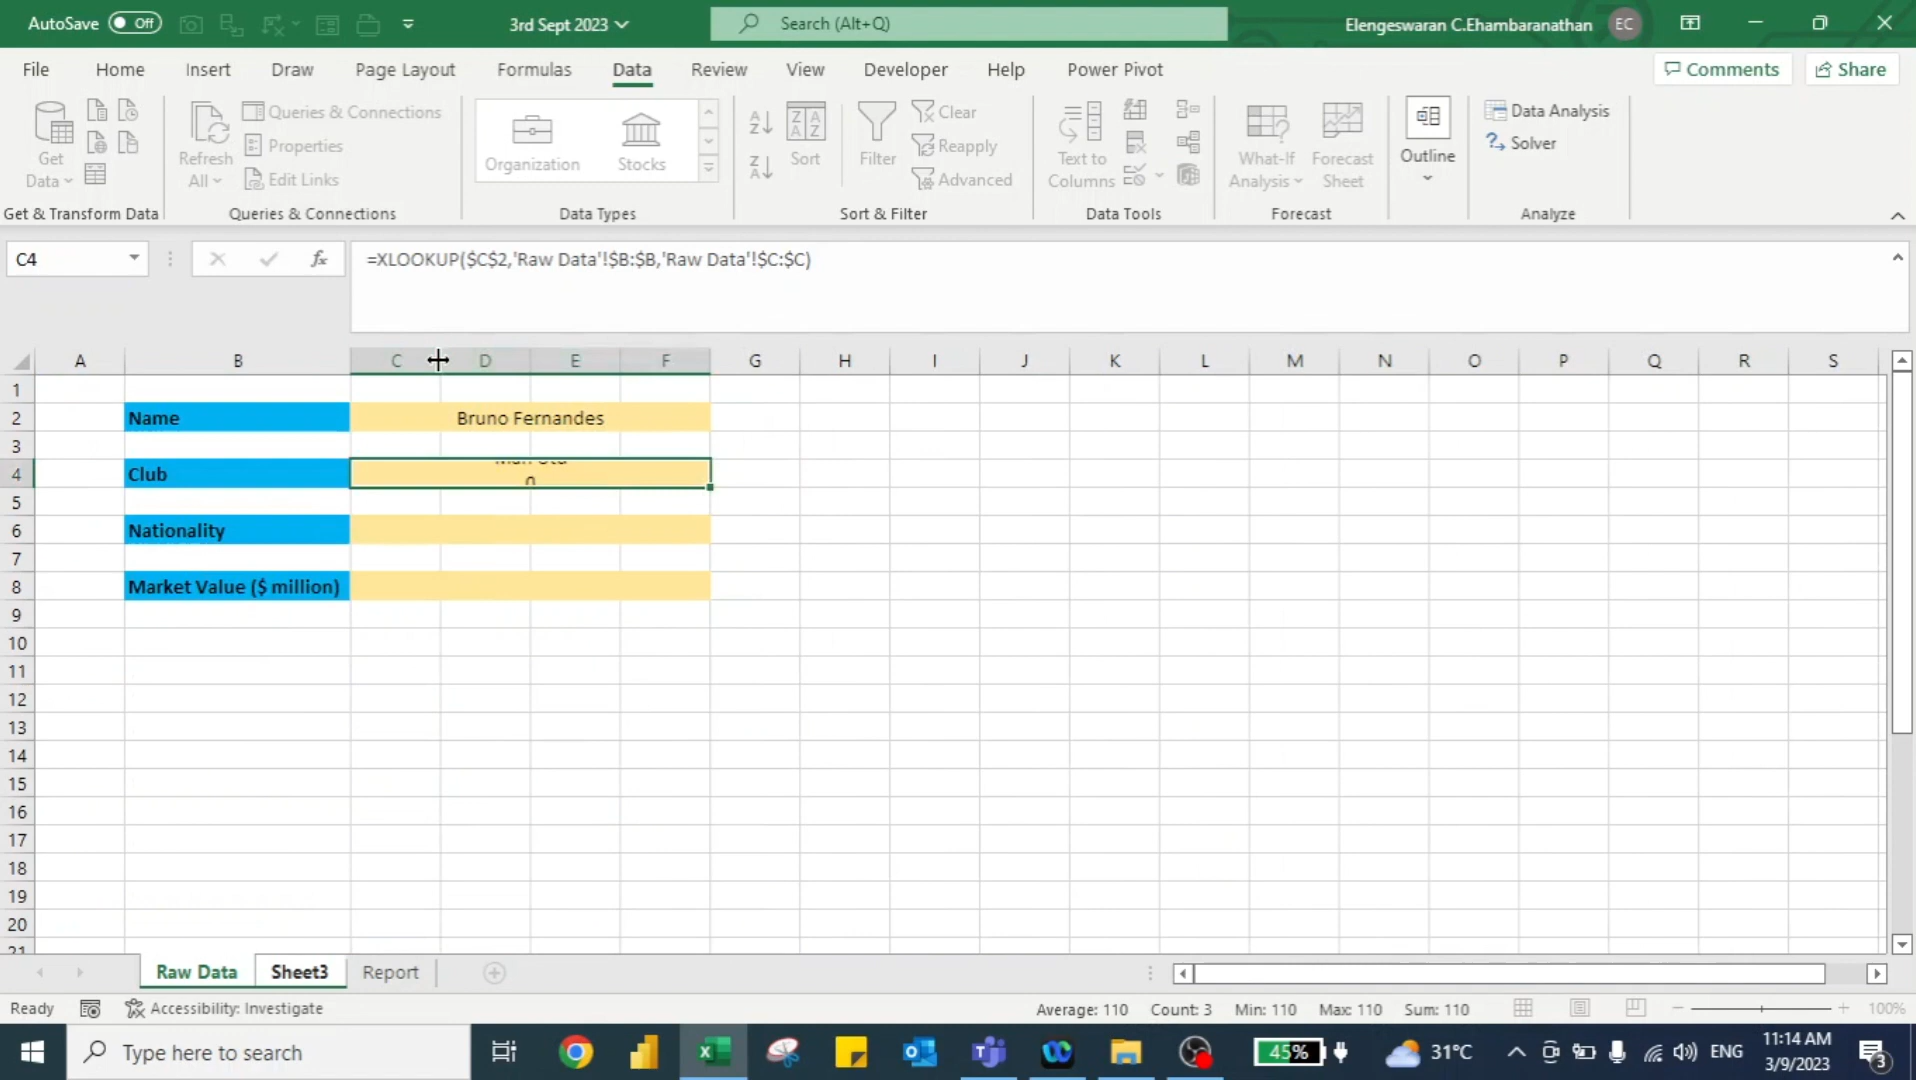 AutoSave Off 3rd Sept 2023 Search (Alt+Q) Elengeswaran C.Ehambaranathan EC
File Home Insert Draw Page Layout Formulas Data Review View Developer Help Power Pivot Comments Share
Get Data
Refresh All
Queries & Connections
Properties
Edit Links
Organization
Stocks
Sort
Filter
Clear
Reapply
Advanced
Text to Columns
What-If Analysis
Forecast Sheet
Outline
Data Analysis
Solver
Get & Transform Data Queries & Connections Data Types Sort & Filter Data Tools Forecast Analyze
C4 fx =XLOOKUP($C$2,'Raw Data'!$B:$B,'Raw Data'!$C:$C)
A B C D E F G H I J K L M N O P Q R S
1
2 Name Bruno Fernandes
3
4 Club
5
6 Nationality
7
8 Market Value ($ million)
9
10
11
12
13
14
15
16
17
18
19
20
21
Raw Data Sheet3 Report
Ready Accessibility: Investigate Average: 110 Count: 3 Min: 110 Max: 110 Sum: 110 100%
Type here to search 45% 31°C ENG 11:14 AM
3/9/2023 3